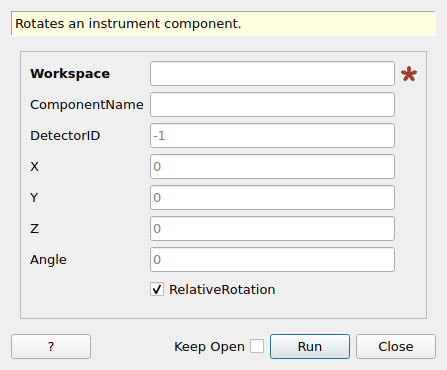 Rotates an instrument component.
Workspace *
ComponentName
DetectorID -1
X 0
Y 0
Z 0
Angle 0
RelativeRotation
? Keep Open Run Close